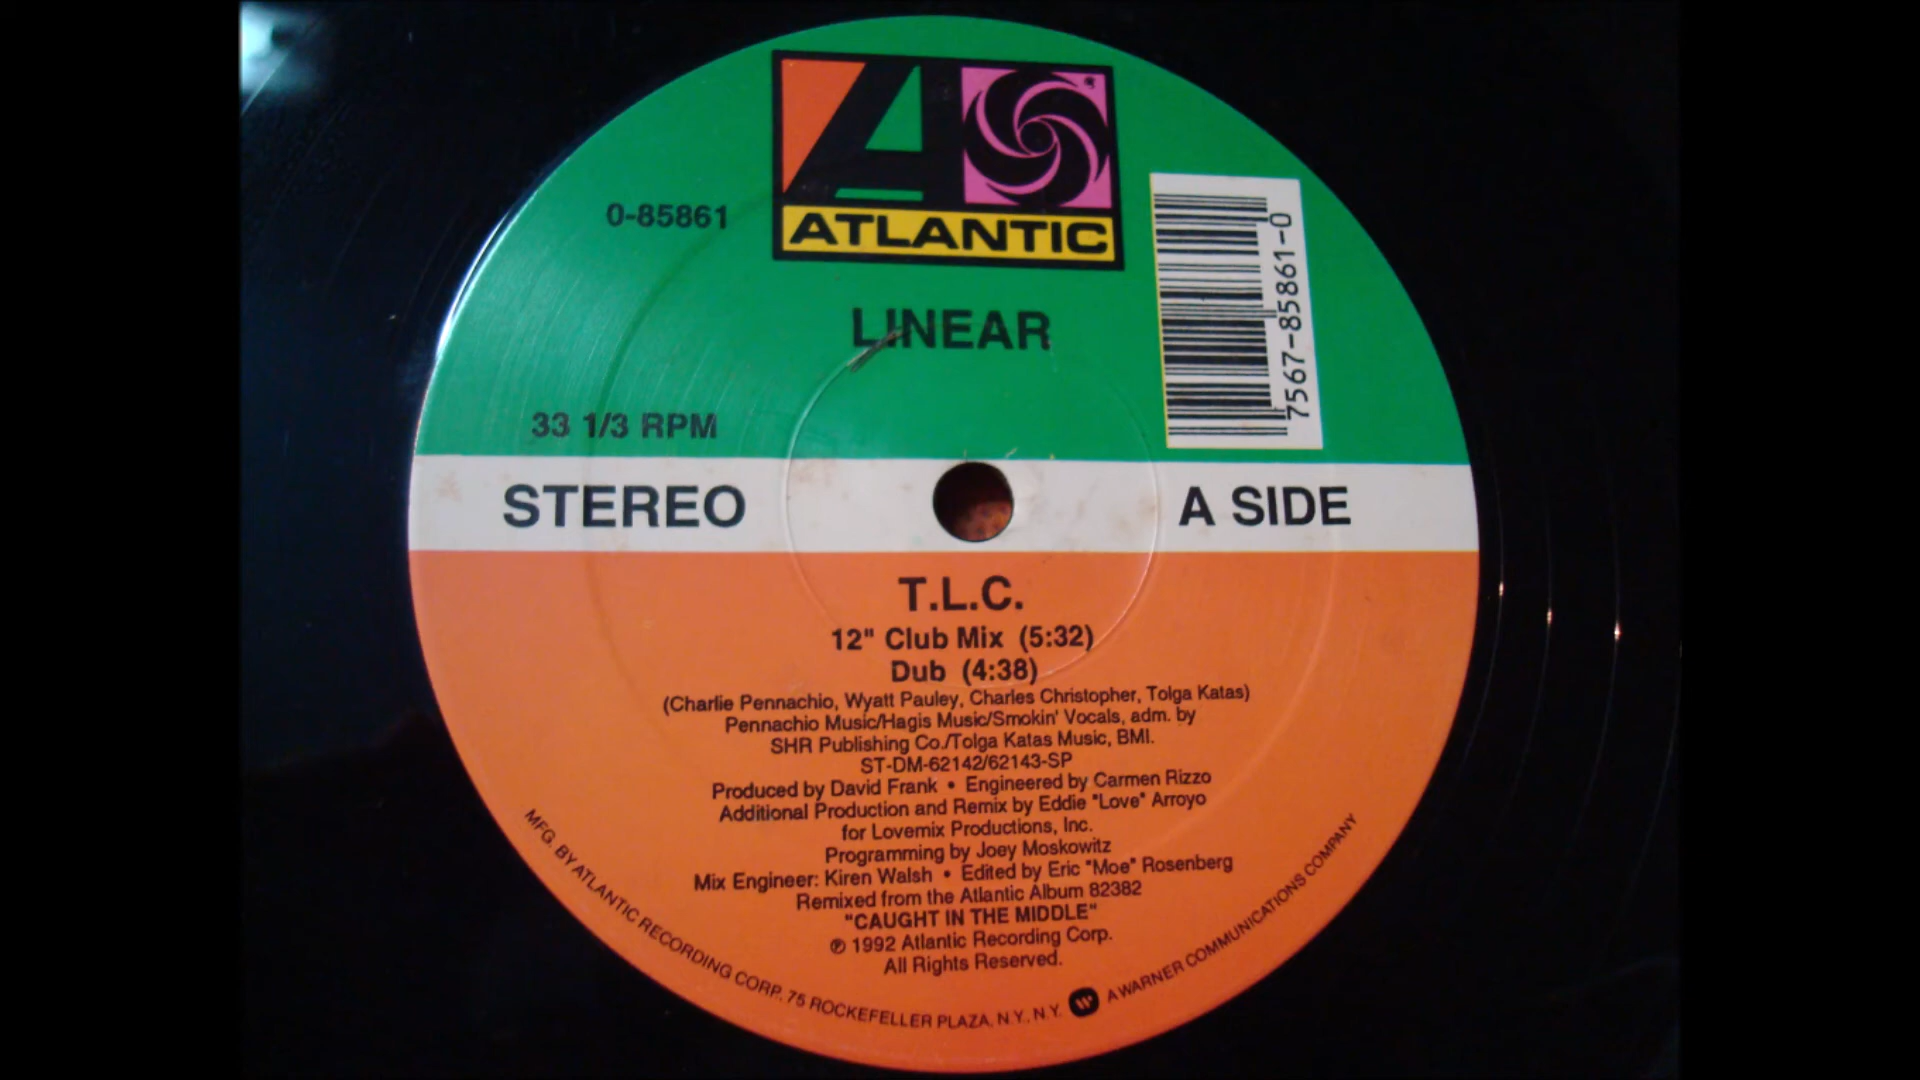 ATLANTIC
0-85861
7567-85861-0
LINEAR
33 1/3 RPM
STEREO
A SIDE
T.L.C.
12" Club Mix (5:32)
Dub (4:38)
(Charlie Pennachio, Wyatt Pauley, Charles Christopher, Tolga Katas)
Pennachio Music/Hagis Music/Smokin' Vocals, adm. by
SHR Publishing Co./Tolga Katas Music, BMI.
ST-DM-62142/62143-SP
Produced by David Frank • Engineered by Carmen Rizzo
Additional Production and Remix by Eddie "Love" Arroyo
for Lovemix Productions, Inc.
Programming by Joey Moskowitz
Mix Engineer: Kiren Walsh • Edited by Eric "Moe" Rosenberg
Remixed from the Atlantic Album 82382
"CAUGHT IN THE MIDDLE"
℗ 1992 Atlantic Recording Corp.
All Rights Reserved.
MFG. BY ATLANTIC RECORDING CORP., 75 ROCKEFELLER PLAZA, N.Y., N.Y. W A WARNER COMMUNICATIONS COMPANY